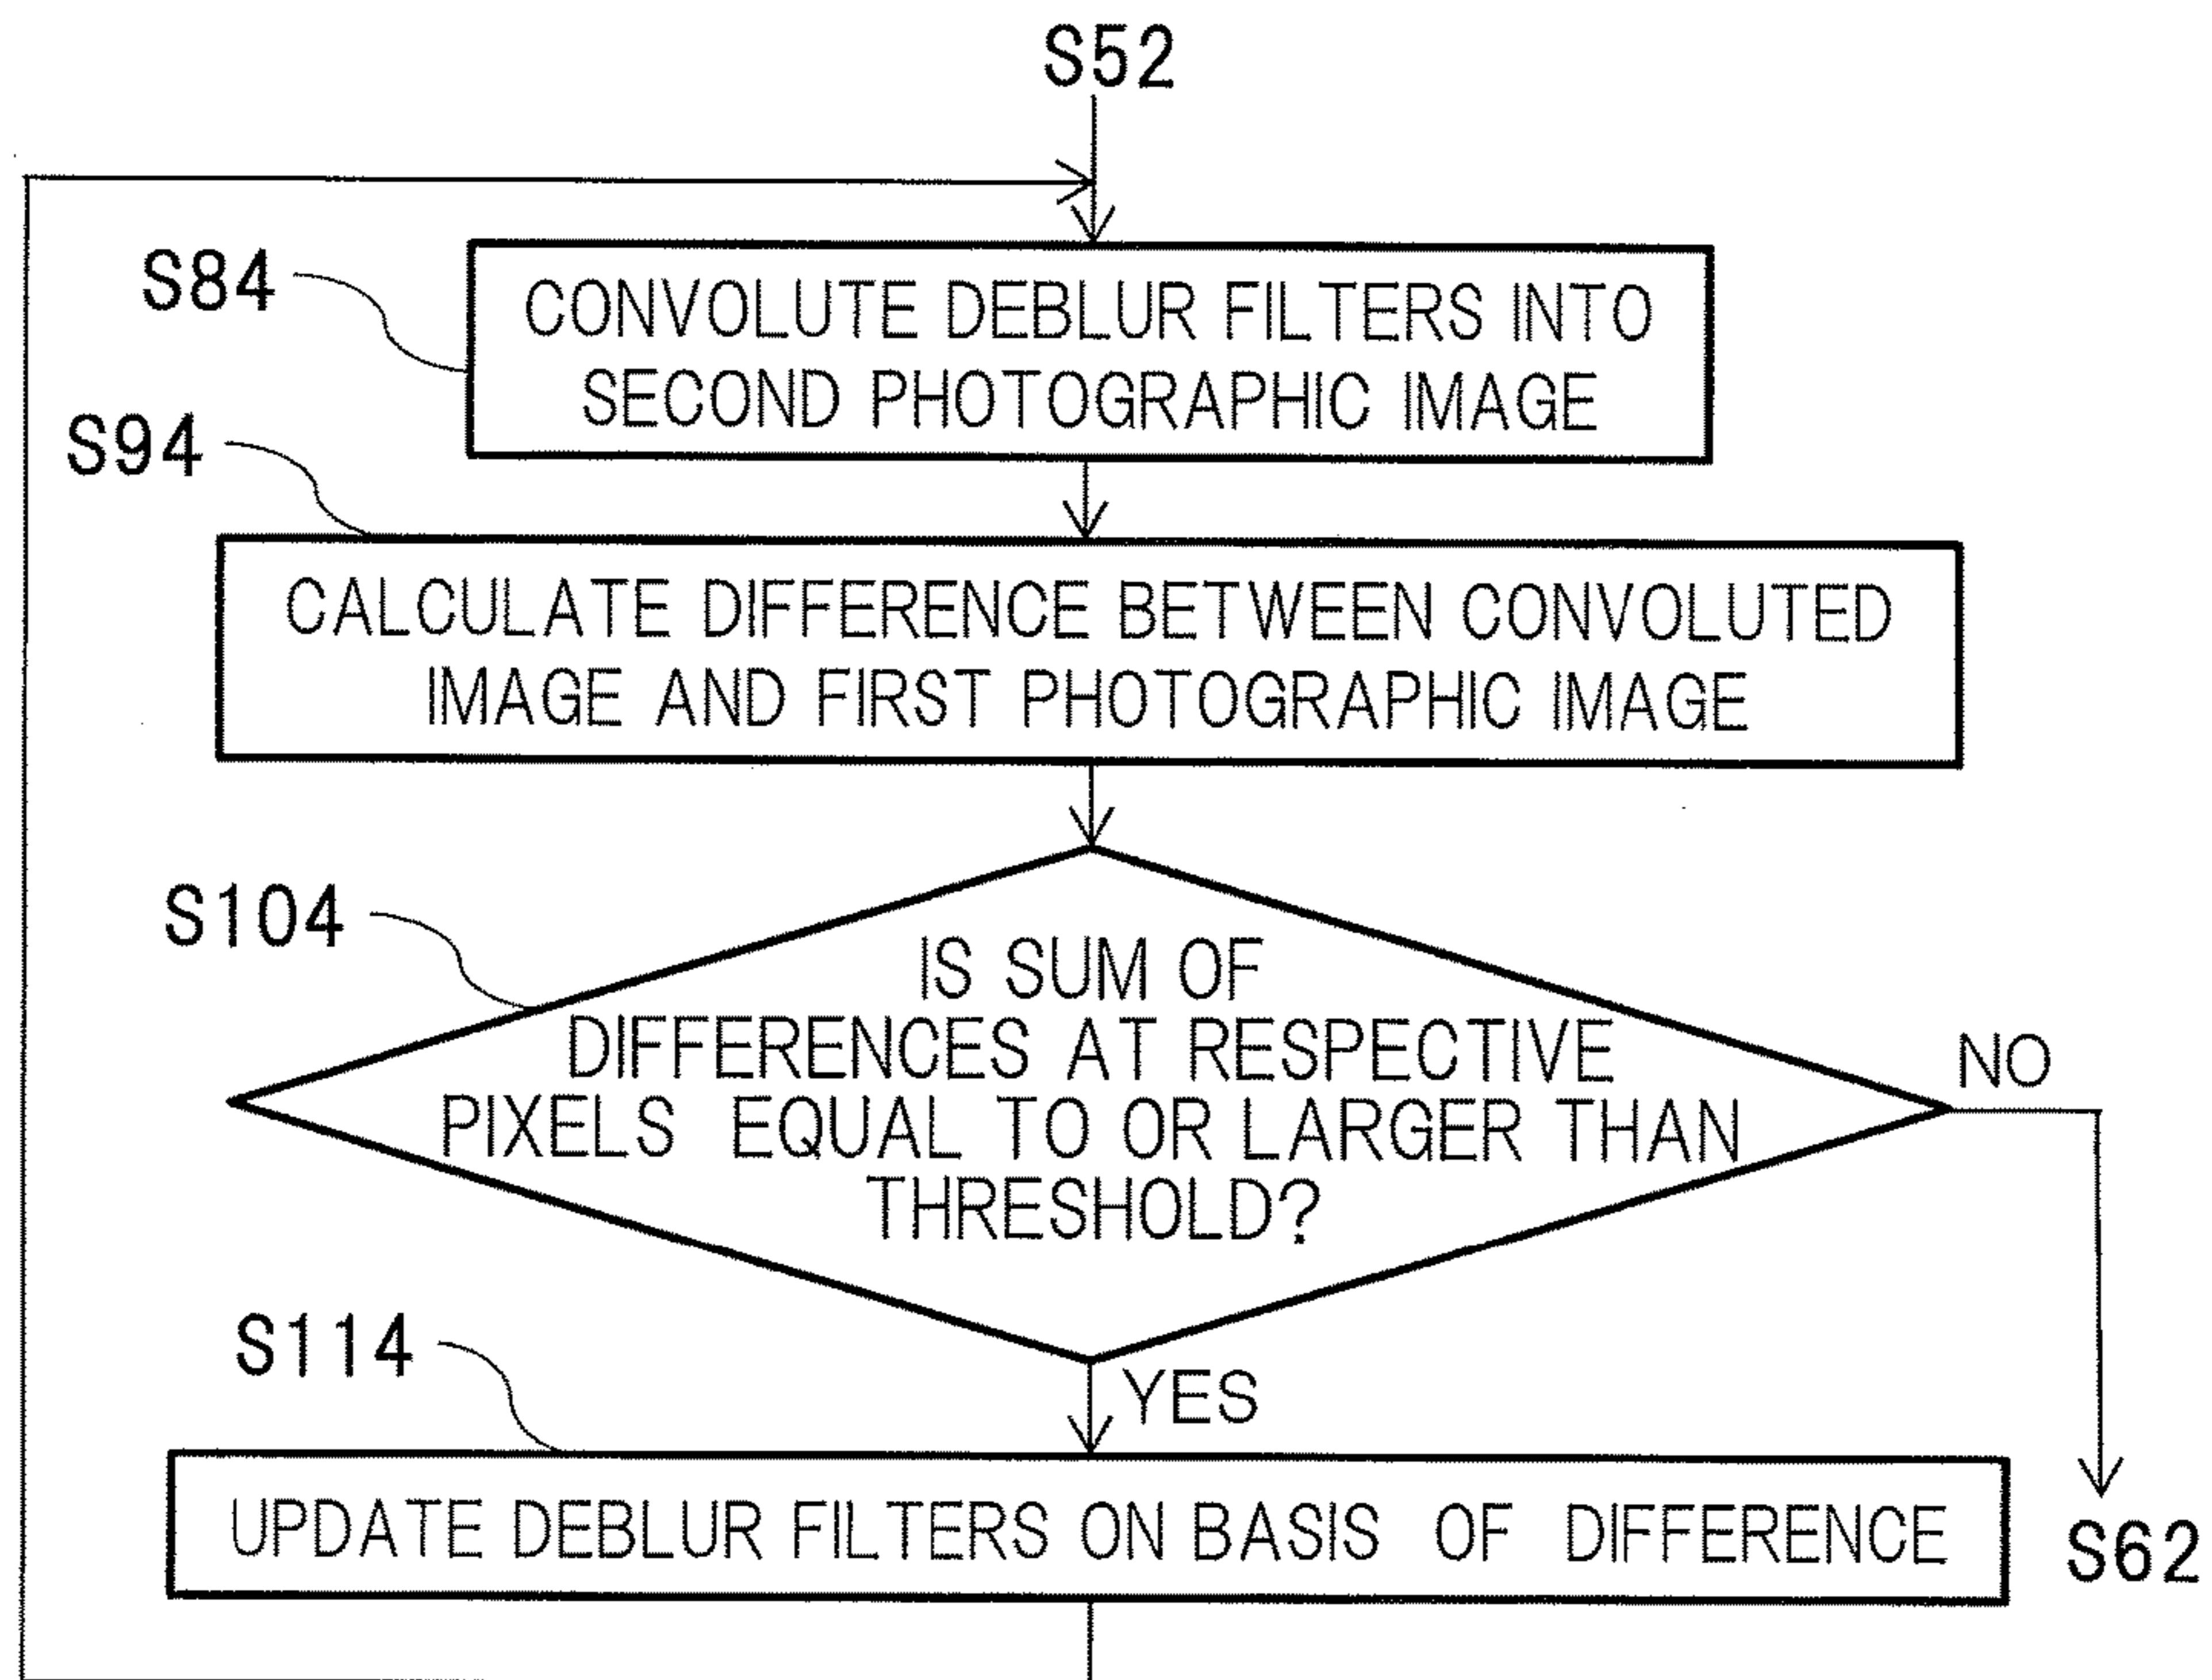 S52
S84
CONVOLUTE DEBLUR FILTERS INTO
SECOND PHOTOGRAPHIC IMAGE
S94
CALCULATE DIFFERENCE BETWEEN CONVOLUTED
IMAGE AND FIRST PHOTOGRAPHIC IMAGE
S104
IS SUM OF
DIFFERENCES AT RESPECTIVE
PIXELS EQUAL TO OR LARGER THAN
THRESHOLD?
NO
S114
YES
UPDATE DEBLUR FILTERS ON BASIS OF DIFFERENCE
S62